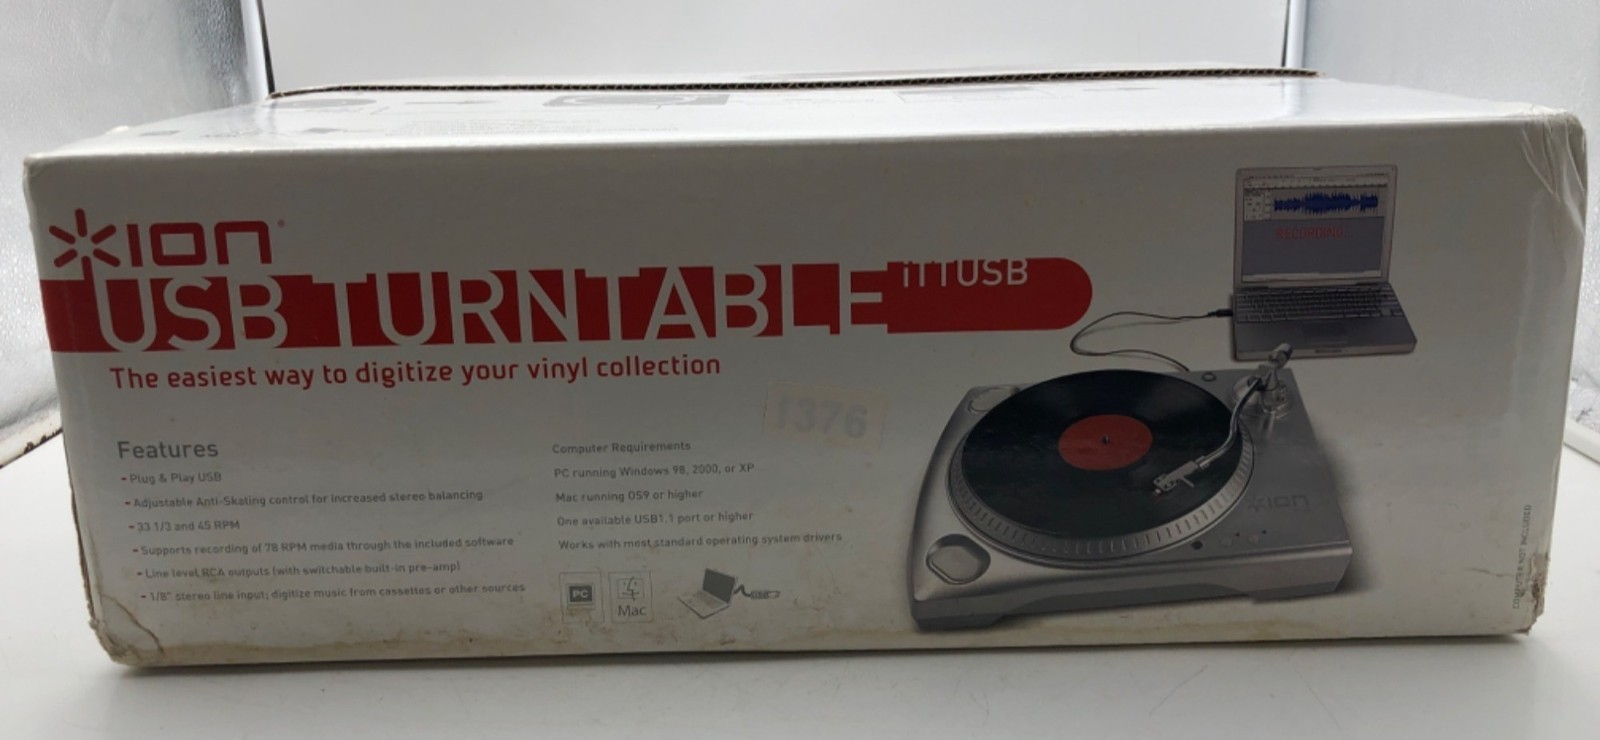 ion
USB TURNTABLE iTTUSB
The easiest way to digitize your vinyl collection
1376
Features
- Plug & Play USB
- Adjustable Anti-Skating control for increased stereo balancing
- 33 1/3 and 45 RPM
- Supports recording of 78 RPM media through the included software
- Line level RCA outputs (with switchable built-in pre-amp)
- 1/8" stereo line input; digitize music from cassettes or other sources
Computer Requirements
PC running Windows 98, 2000, or XP
Mac running OS9 or higher
One available USB1.1 port or higher
Works with most standard operating system drivers
PC
Mac
RECORDING...
ion
COMPUTER NOT INCLUDED